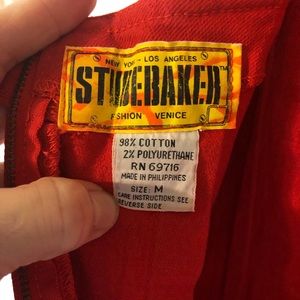 NEW YORK - LOS ANGELES
STUDEBAKER™
FASHION VENICE
98% COTTON
2% POLYURETHANE
RN 69716
MADE IN PHILIPPINES
SIZE: M
CARE INSTRUCTIONS SEE
REVERSE SIDE